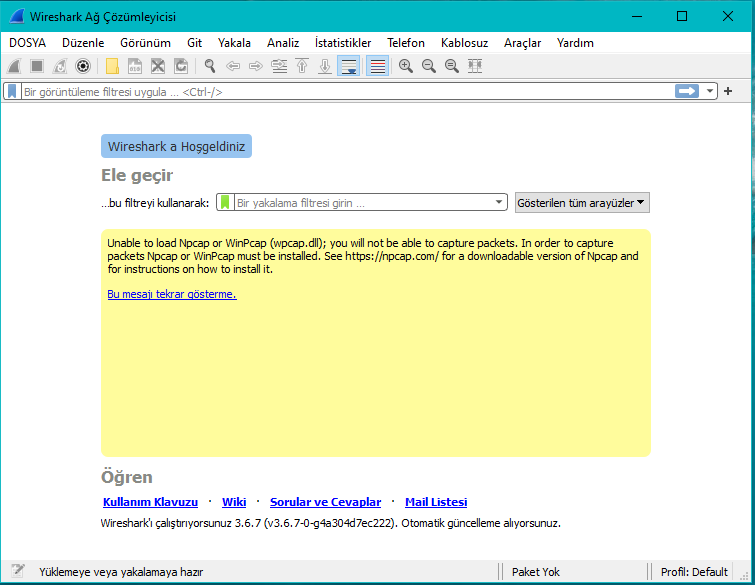 Wireshark Ağ Çözümleyicisi
DOSYA Düzenle Görünüm Git Yakala Analiz İstatistikler Telefon Kablosuz Araçlar Yardım
Bir görüntüleme filtresi uygula ... <Ctrl-/>
Wireshark a Hoşgeldiniz
Ele geçir
...bu filtreyi kullanarak: Bir yakalama filtresi girin ... Gösterilen tüm arayüzler
Unable to load Npcap or WinPcap (wpcap.dll); you will not be able to capture packets. In order to capture
packets Npcap or WinPcap must be installed. See https://npcap.com/ for a downloadable version of Npcap and
for instructions on how to install it.
Bu mesajı tekrar gösterme.
Öğren
Kullanım Klavuzu · Wiki · Sorular ve Cevaplar · Mail Listesi
Wireshark'ı çalıştırıyorsunuz 3.6.7 (v3.6.7-0-g4a304d7ec222). Otomatik güncelleme alıyorsunuz.
Yüklemeye veya yakalamaya hazır Paket Yok Profil: Default